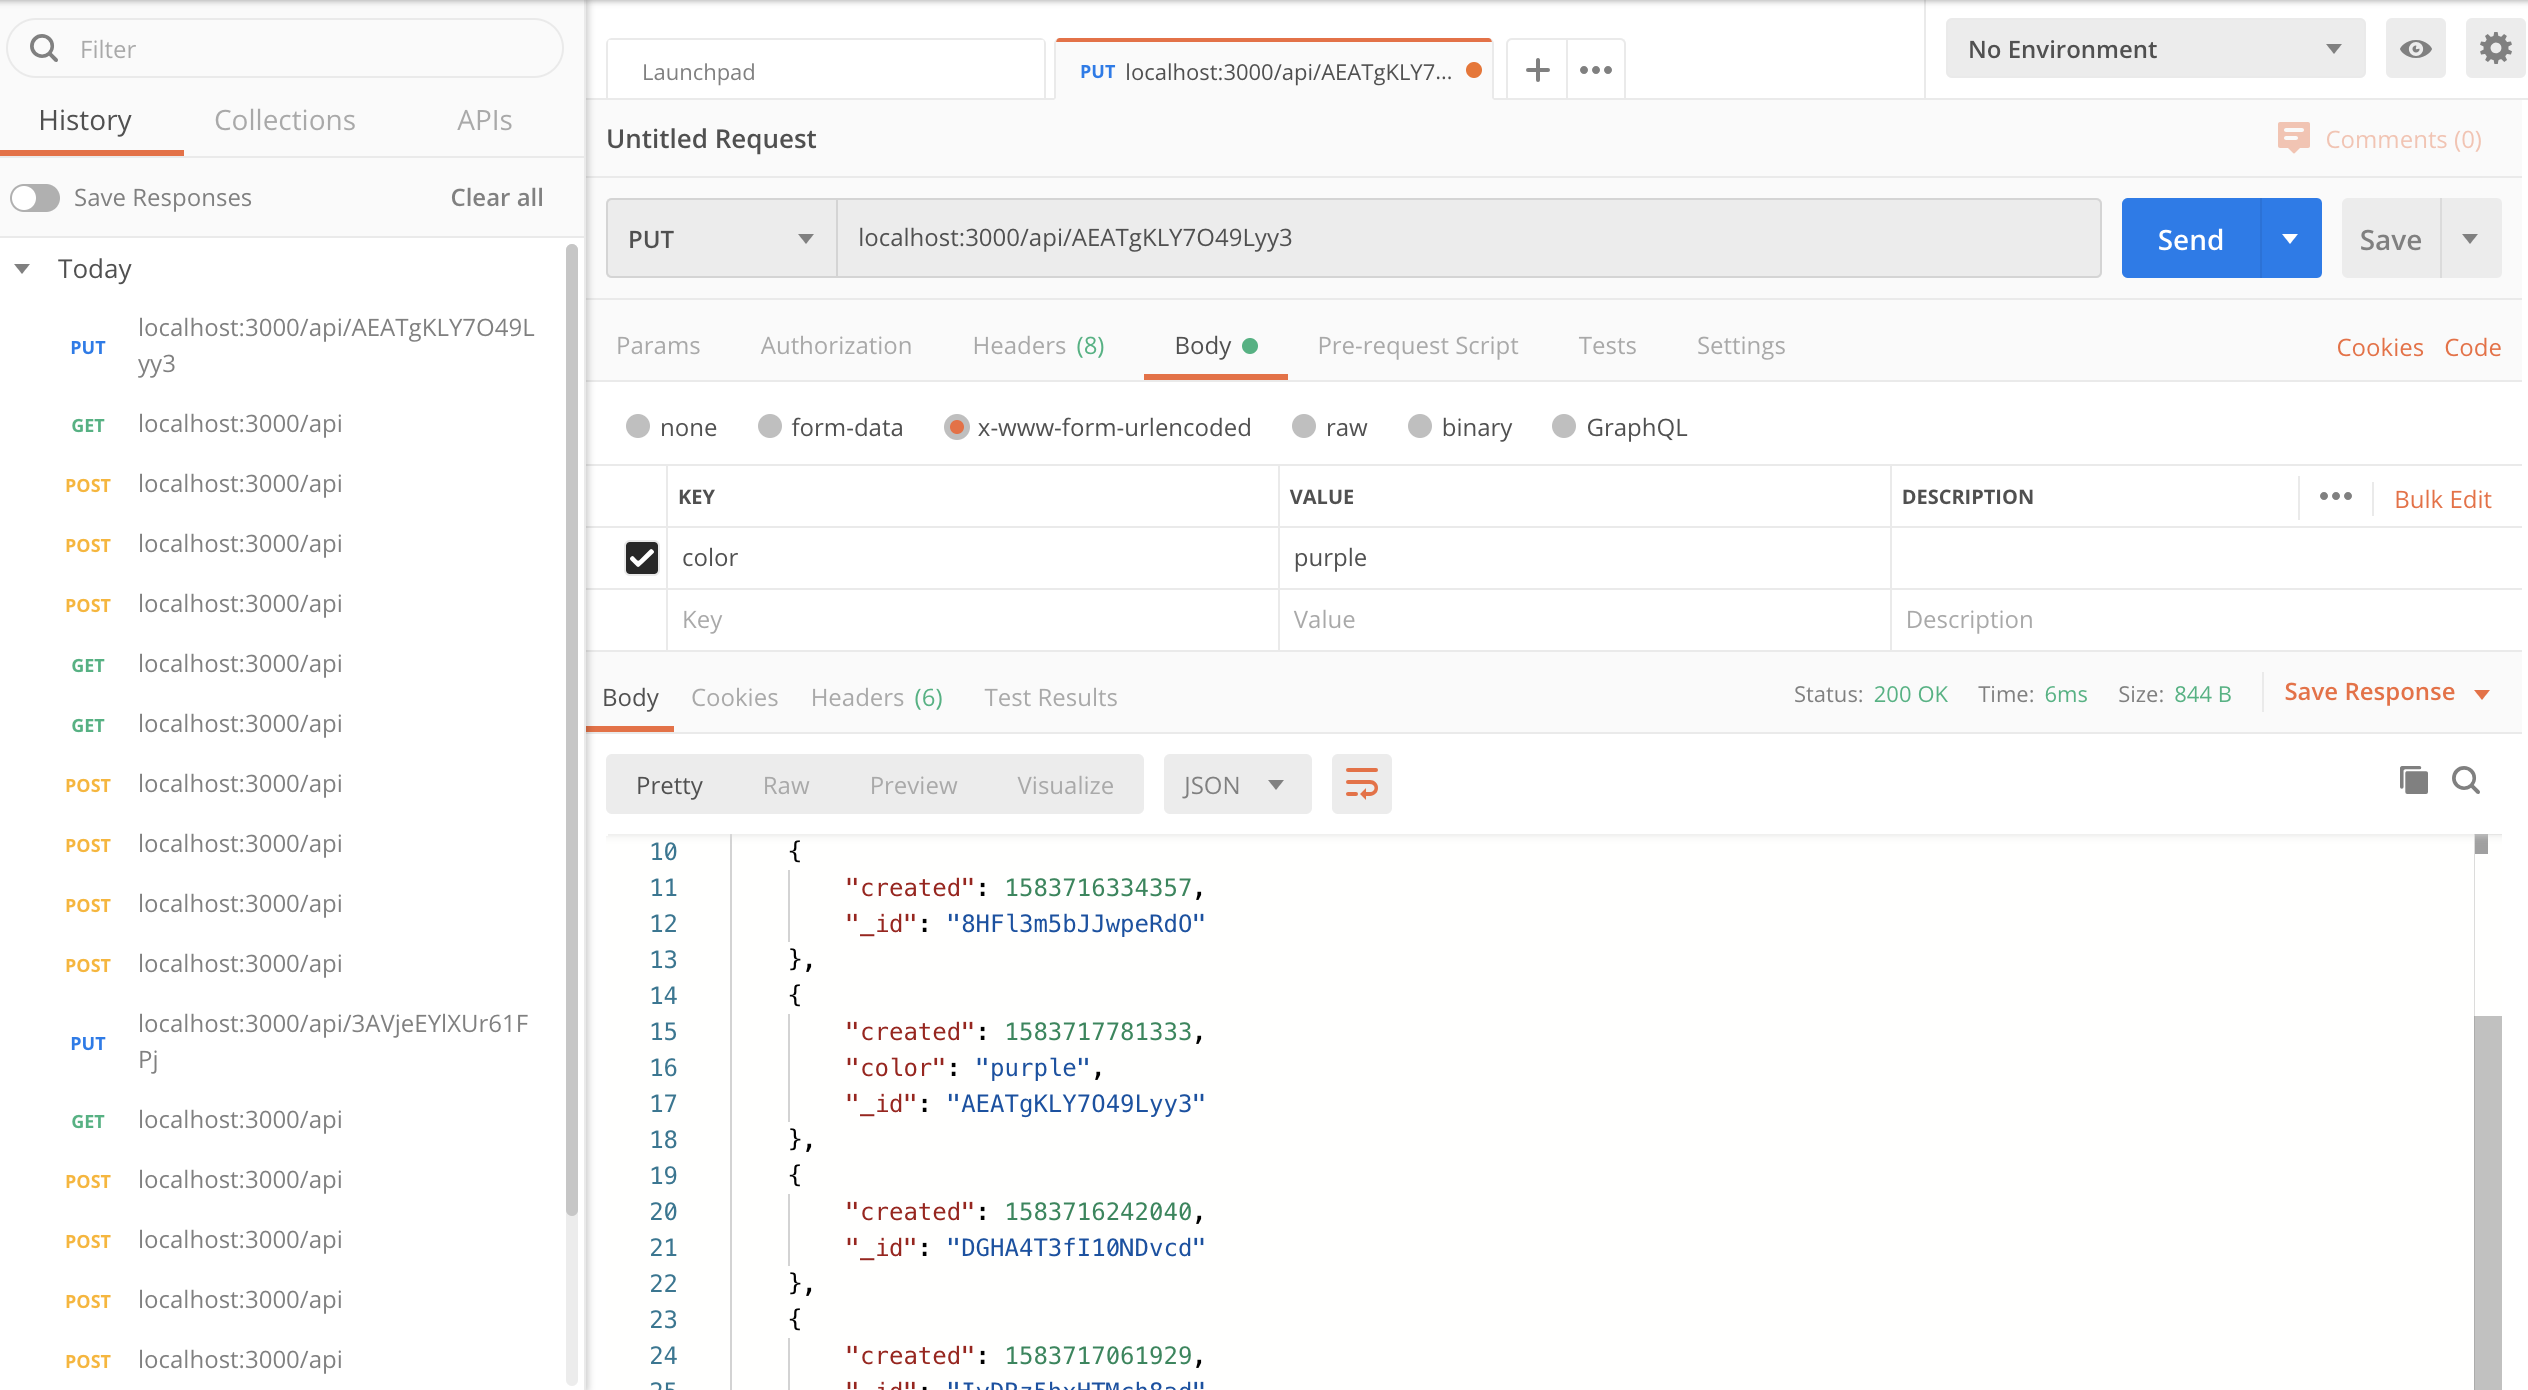 Filter
History Collections APIs
Save Responses Clear all
Today
PUT localhost:3000/api/AEATgKLY7O49L
yy3
GET localhost:3000/api
POST localhost:3000/api
POST localhost:3000/api
POST localhost:3000/api
GET localhost:3000/api
GET localhost:3000/api
POST localhost:3000/api
POST localhost:3000/api
POST localhost:3000/api
POST localhost:3000/api
PUT localhost:3000/api/3AVjeEYlXUr61F
Pj
GET localhost:3000/api
POST localhost:3000/api
POST localhost:3000/api
POST localhost:3000/api
POST localhost:3000/api
Launchpad PUT localhost:3000/api/AEATgKLY7... No Environment
Untitled Request Comments (0)
PUT localhost:3000/api/AEATgKLY7O49Lyy3 Send Save
Params Authorization Headers (8) Body Pre-request Script Tests Settings Cookies Code
none form-data x-www-form-urlencoded raw binary GraphQL
KEY VALUE DESCRIPTION Bulk Edit
color purple
Key Value Description
Body Cookies Headers (6) Test Results Status: 200 OK Time: 6ms Size: 844 B Save Response
Pretty Raw Preview Visualize JSON
10 {
11 "created": 1583716334357,
12 "_id": "8HFl3m5bJJwpeRdO"
13 },
14 {
15 "created": 1583717781333,
16 "color": "purple",
17 "_id": "AEATgKLY7O49Lyy3"
18 },
19 {
20 "created": 1583716242040,
21 "_id": "DGHA4T3fI10NDvcd"
22 },
23 {
24 "created": 1583717061929,
25 "_id":